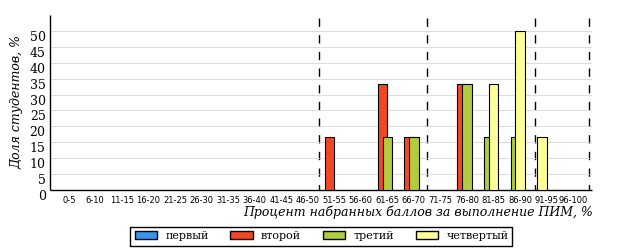 Доля студентов, %
50
45
40
35
30
25
20
15
10
5
0
0-5 6-10 11-15 16-20 21-25 26-30 31-35 36-40 41-45 46-50 51-55 56-60 61-65 66-70 71-75 76-80 81-85 86-90 91-95 96-100
Процент набранных баллов за выполнение ПИМ, %
первый второй третий четвертый